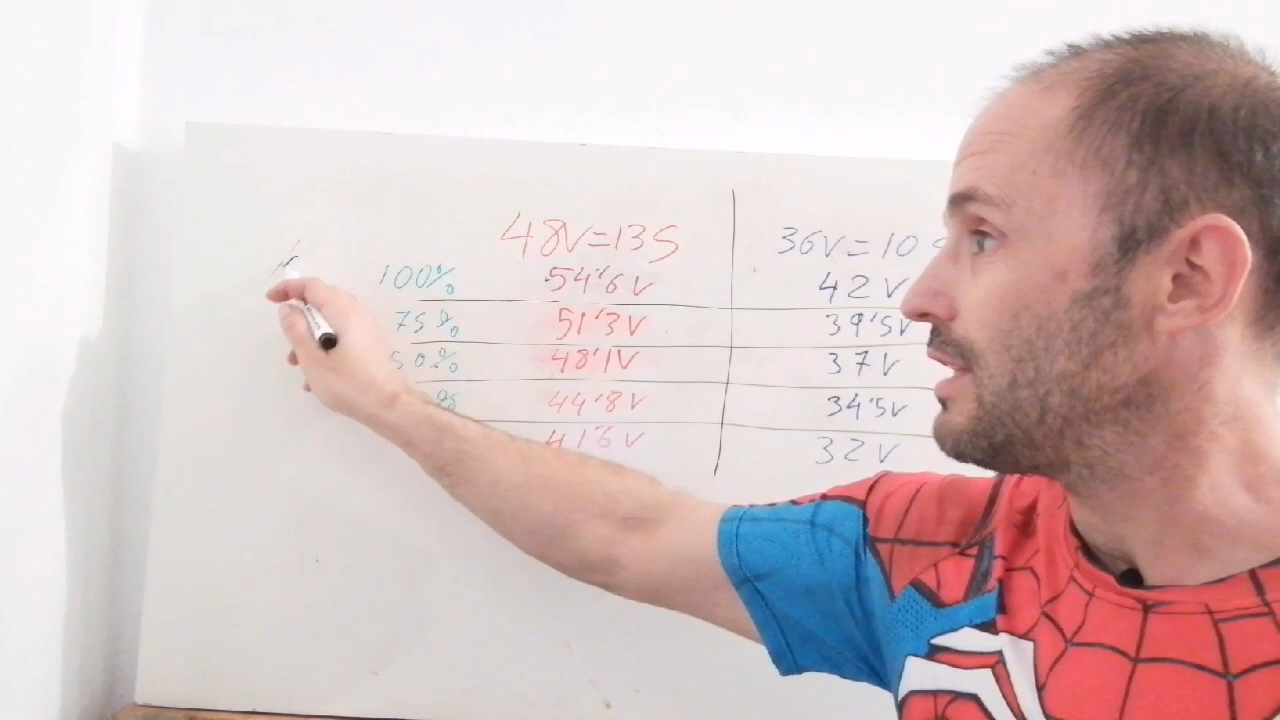 48V=13S 36V=10
100% 54'6V 42V
75% 51'3V 39'5V
50% 48'1V 37V
% 44'8V 34'5V
41'6V 32V